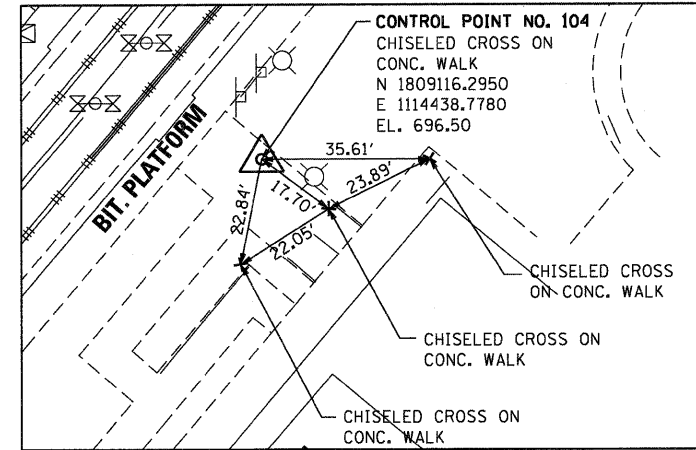 CONTROL POINT NO. 104
CHISELED CROSS ON
CONC. WALK
N 1809116.2950
E 1114438.7780
EL. 696.50
BIT. PLATFORM
35.61'
17.70'
23.89'
22.84'
22.05'
CHISELED CROSS
ON CONC. WALK
CHISELED CROSS ON
CONC. WALK
CHISELED CROSS ON
CONC. WALK